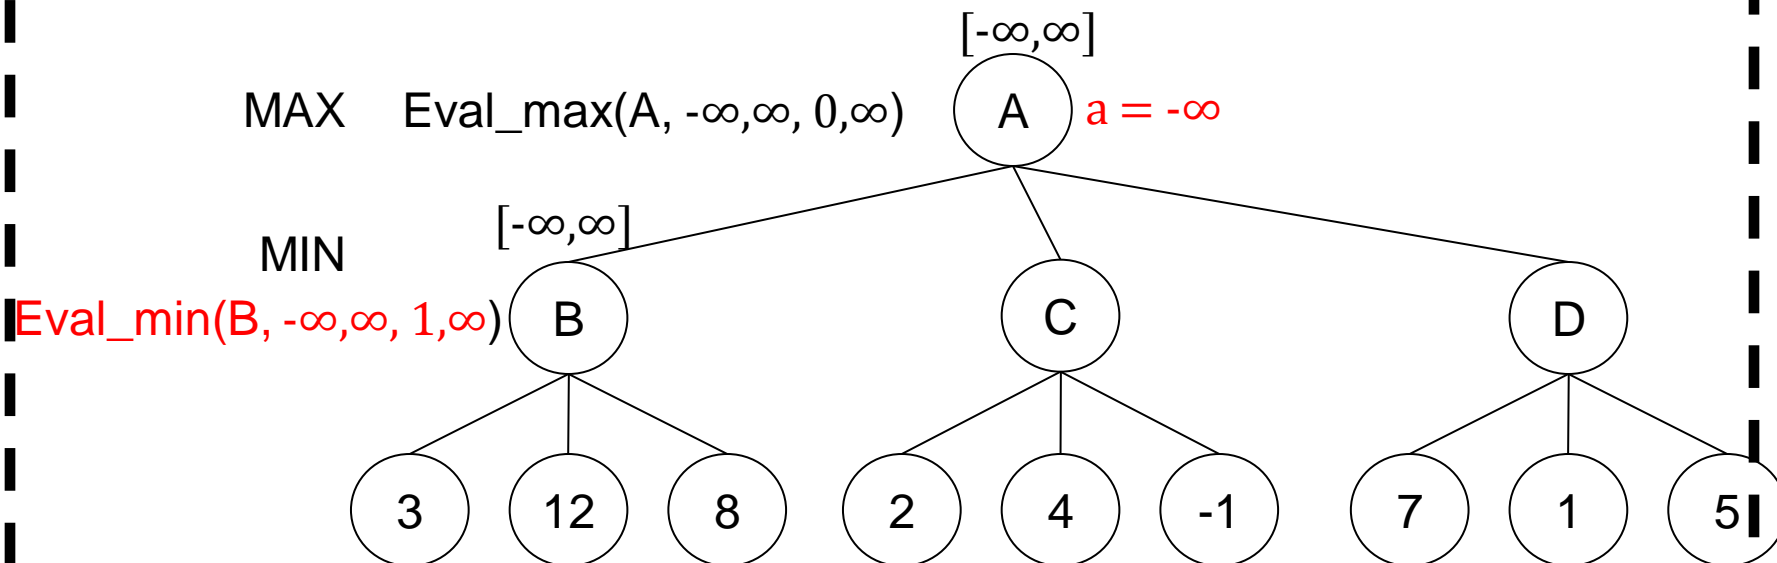 [-∞,∞]
MAX Eval_max(A, -∞,∞, 0,∞) A a = -∞
[-∞,∞]
MIN
Eval_min(B, -∞,∞, 1,∞) B C D
3 12 8 2 4 -1 7 1 5